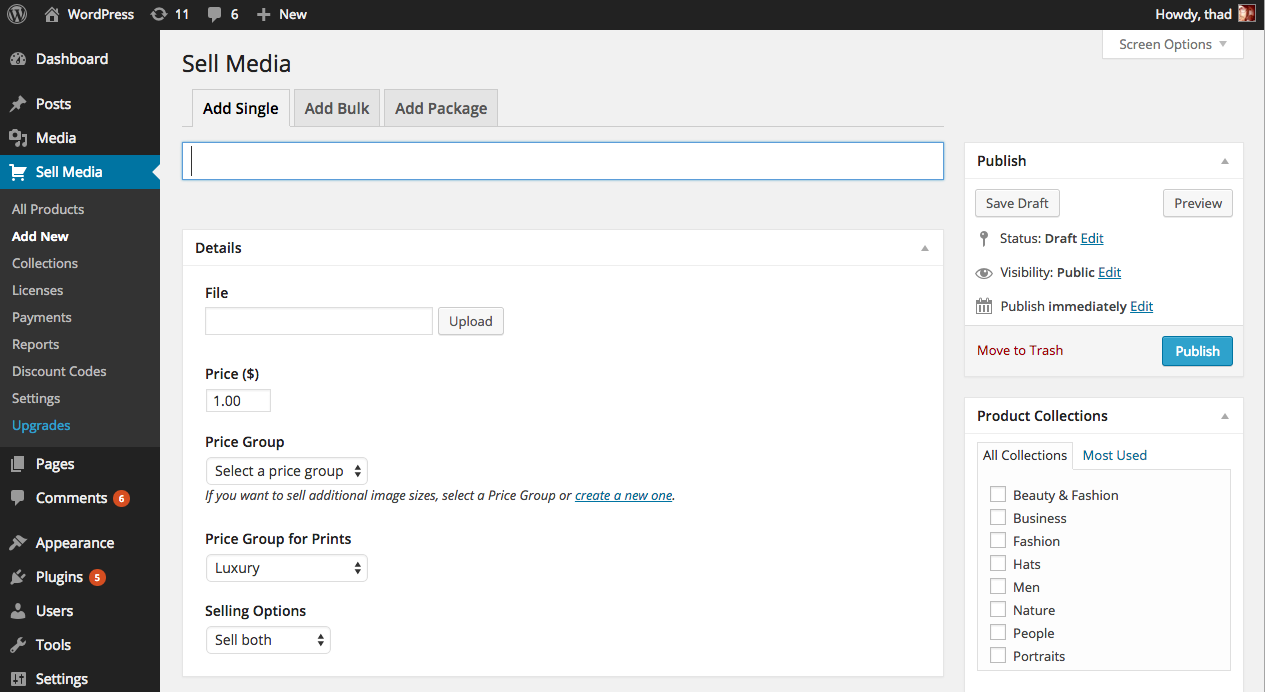 WordPress 11 6 New Howdy, thad
Screen Options
Dashboard
Posts
Media
Sell Media
All Products
Add New
Collections
Licenses
Payments
Reports
Discount Codes
Settings
Upgrades
Pages
Comments 6
Appearance
Plugins 5
Users
Tools
Settings
Sell Media
Add Single Add Bulk Add Package
Details
File
Upload
Price ($)
1.00
Price Group
Select a price group
If you want to sell additional image sizes, select a Price Group or create a new one.
Price Group for Prints
Luxury
Selling Options
Sell both
Publish
Save Draft Preview
Status: Draft Edit
Visibility: Public Edit
Publish immediately Edit
Move to Trash Publish
Product Collections
All Collections Most Used
Beauty & Fashion
Business
Fashion
Hats
Men
Nature
People
Portraits